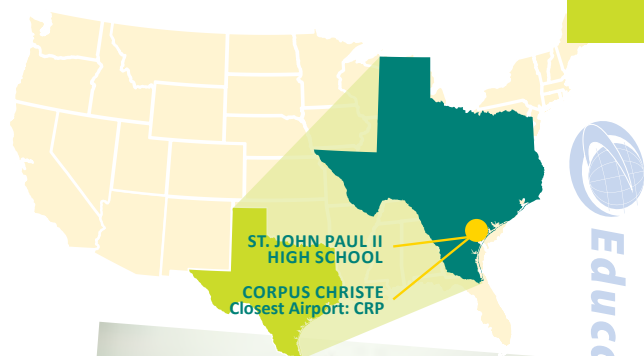 ST. JOHN PAUL II
HIGH SCHOOL
CORPUS CHRISTE
Closest Airport: CRP
Educ